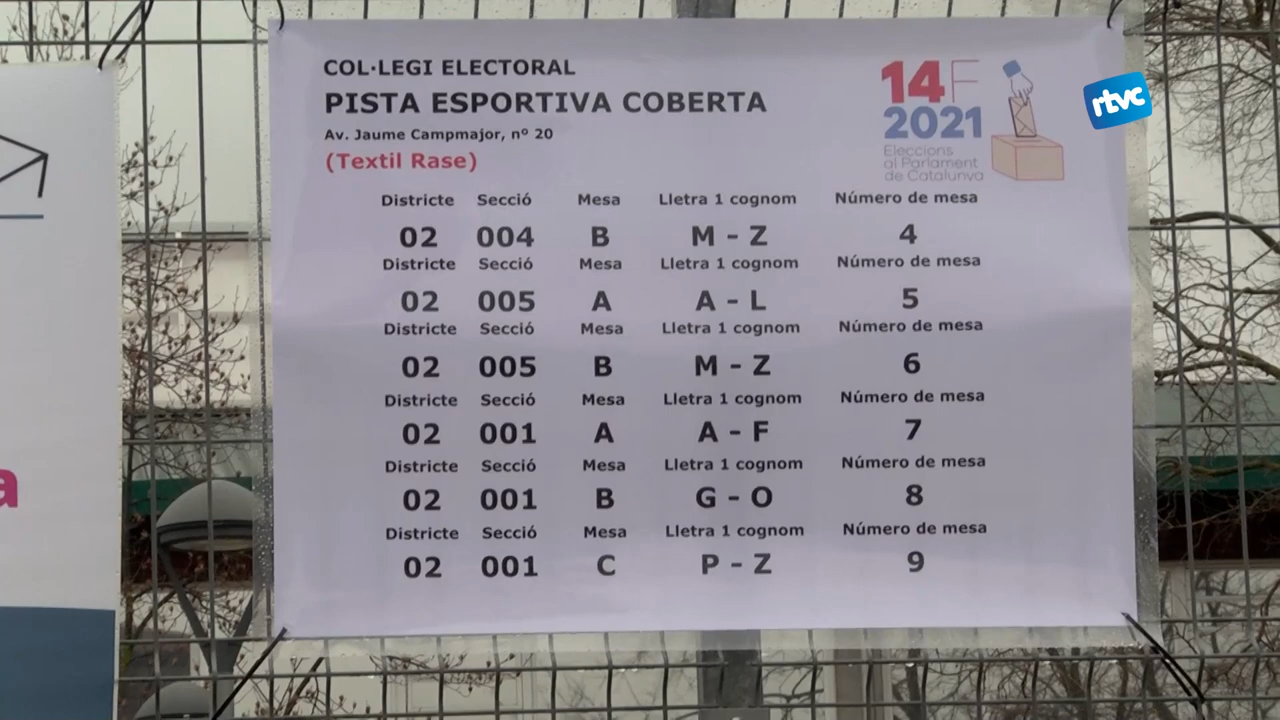 COL·LEGI ELECTORAL
PISTA ESPORTIVA COBERTA
Av. Jaume Campmajor, nº 20
(Textil Rase)
14F
2021
Eleccions
al Parlament
de Catalunya
rtvc
Districte Secció Mesa Lletra 1 cognom Número de mesa
02 004 B M - Z 4
Districte Secció Mesa Lletra 1 cognom Número de mesa
02 005 A A - L 5
Districte Secció Mesa Lletra 1 cognom Número de mesa
02 005 B M - Z 6
Districte Secció Mesa Lletra 1 cognom Número de mesa
02 001 A A - F 7
Districte Secció Mesa Lletra 1 cognom Número de mesa
02 001 B G - O 8
Districte Secció Mesa Lletra 1 cognom Número de mesa
02 001 C P - Z 9
a